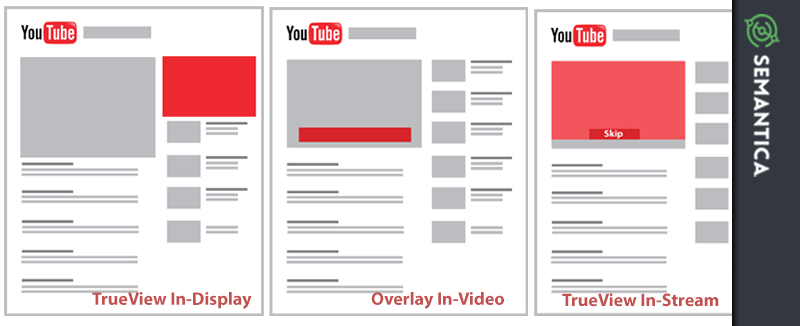 YouTube
TrueView In-Display
YouTube
Overlay In-Video
YouTube
Skip
TrueView In-Stream
SEMANTICA